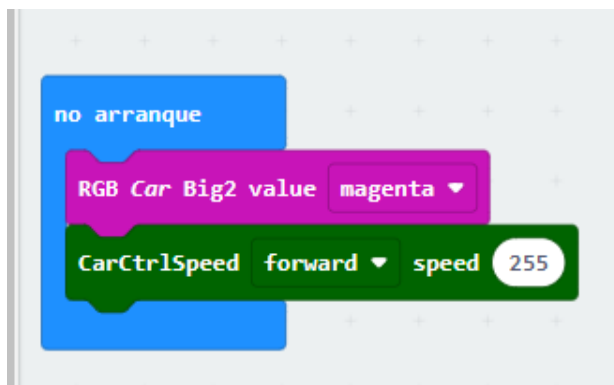 no arranque
RGB Car Big2 value magenta
CarCtrlSpeed forward speed 255